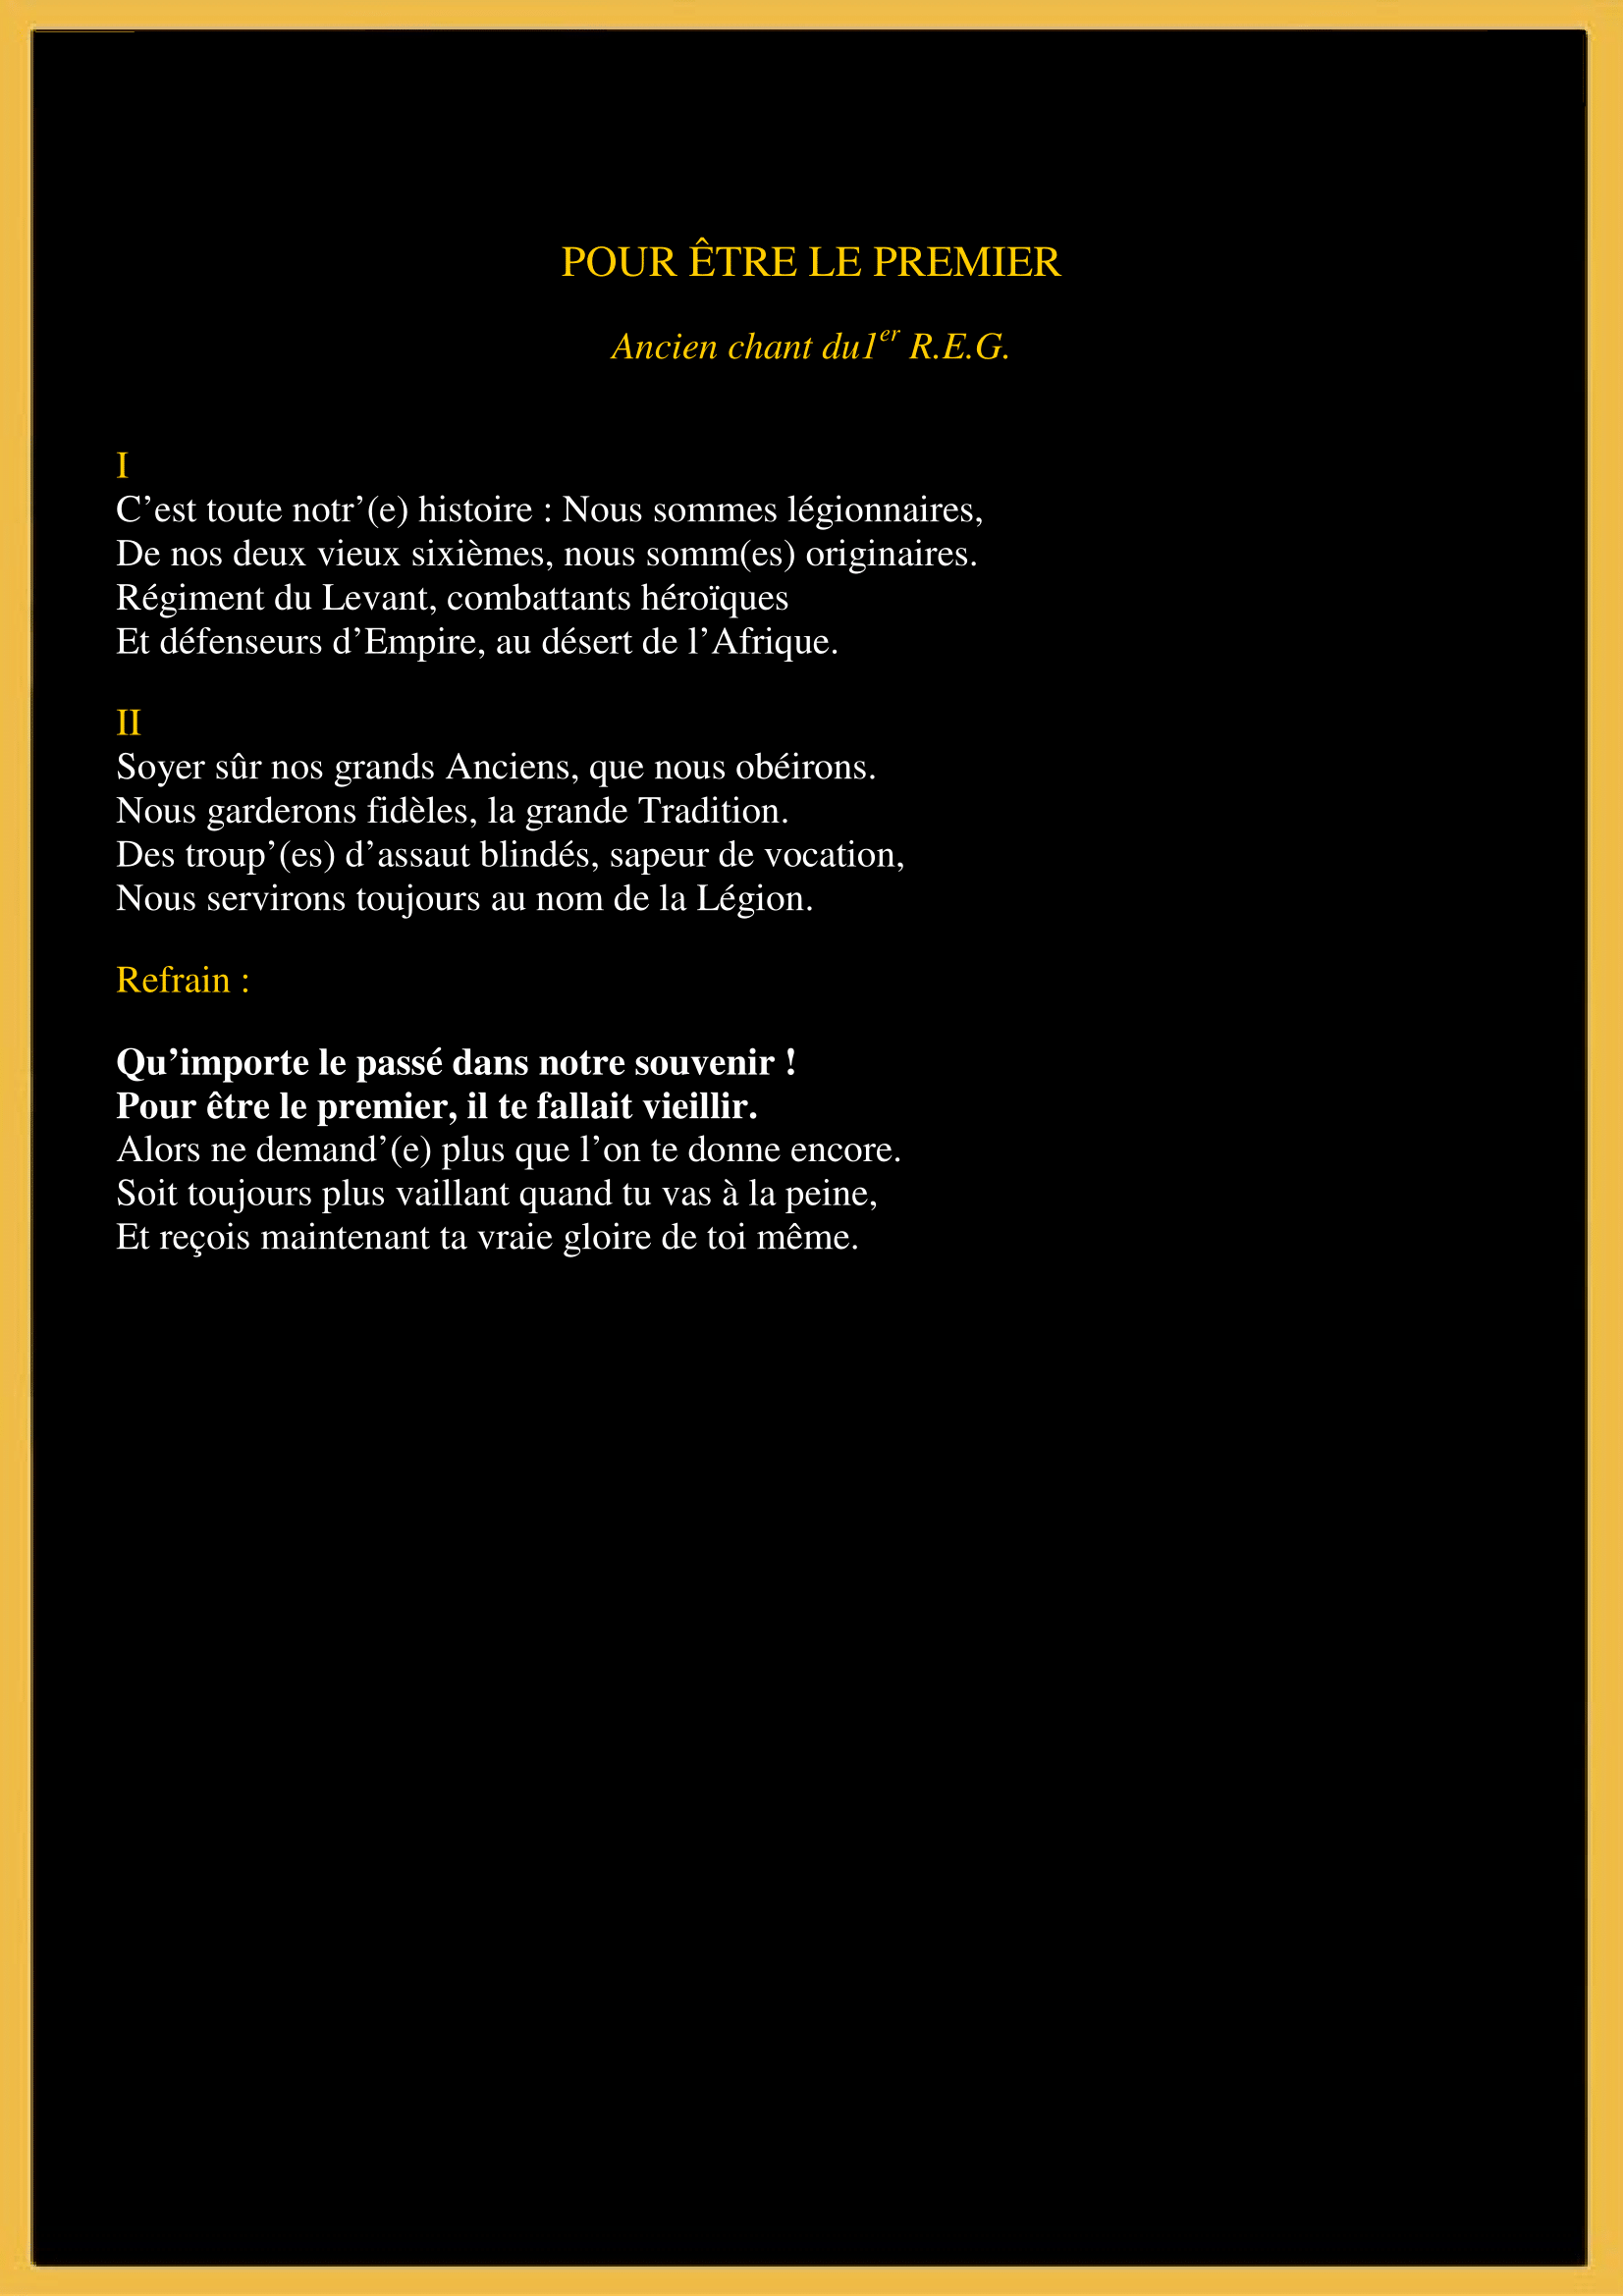 POUR ÊTRE LE PREMIER
Ancien chant du1er R.E.G.
I
C’est toute notr’(e) histoire : Nous sommes légionnaires,
De nos deux vieux sixièmes, nous somm(es) originaires.
Régiment du Levant, combattants héroïques
Et défenseurs d’Empire, au désert de l’Afrique.
II
Soyer sûr nos grands Anciens, que nous obéirons.
Nous garderons fidèles, la grande Tradition.
Des troup’(es) d’assaut blindés, sapeur de vocation,
Nous servirons toujours au nom de la Légion.
Refrain :
Qu’importe le passé dans notre souvenir !
Pour être le premier, il te fallait vieillir.
Alors ne demand’(e) plus que l’on te donne encore.
Soit toujours plus vaillant quand tu vas à la peine,
Et reçois maintenant ta vraie gloire de toi même.